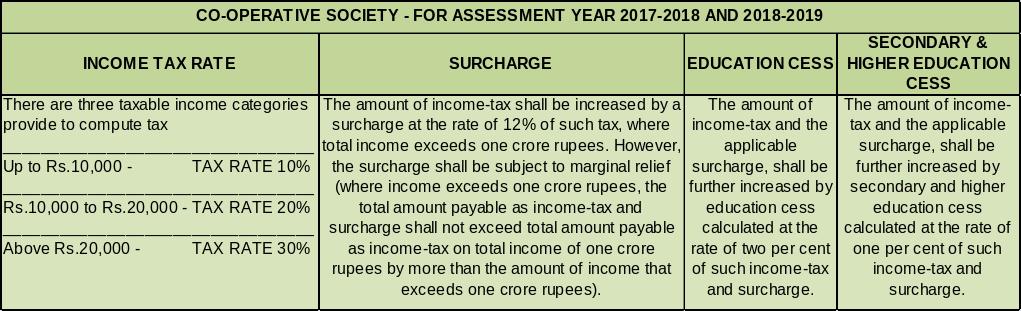 CO-OPERATIVE SOCIETY - FOR ASSESSMENT YEAR 2017-2018 AND 2018-2019
INCOME TAX RATE
SURCHARGE
EDUCATION CESS
SECONDARY &
HIGHER EDUCATION
CESS
There are three taxable income categories
provide to compute tax
Up to Rs.10,000 - TAX RATE 10%
Rs.10,000 to Rs.20,000 - TAX RATE 20%
Above Rs.20,000 - TAX RATE 30%
The amount of income-tax shall be increased by a
surcharge at the rate of 12% of such tax, where
total income exceeds one crore rupees. However,
the surcharge shall be subject to marginal relief
(where income exceeds one crore rupees, the
total amount payable as income-tax and
surcharge shall not exceed total amount payable
as income-tax on total income of one crore
rupees by more than the amount of income that
exceeds one crore rupees).
The amount of
income-tax and the
applicable
surcharge, shall be
further increased by
education cess
calculated at the
rate of two per cent
of such income-tax
and surcharge.
The amount of income-
tax and the applicable
surcharge, shall be
further increased by
secondary and higher
education cess
calculated at the rate of
one per cent of such
income-tax and
surcharge.